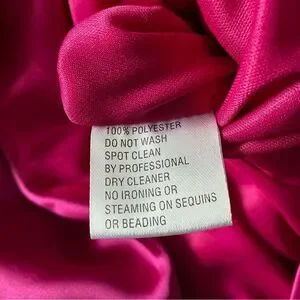 100% POLYESTER
DO NOT WASH
SPOT CLEAN
BY PROFESSIONAL
DRY CLEANER
NO IRONING OR
STEAMING ON SEQUINS
OR BEADING